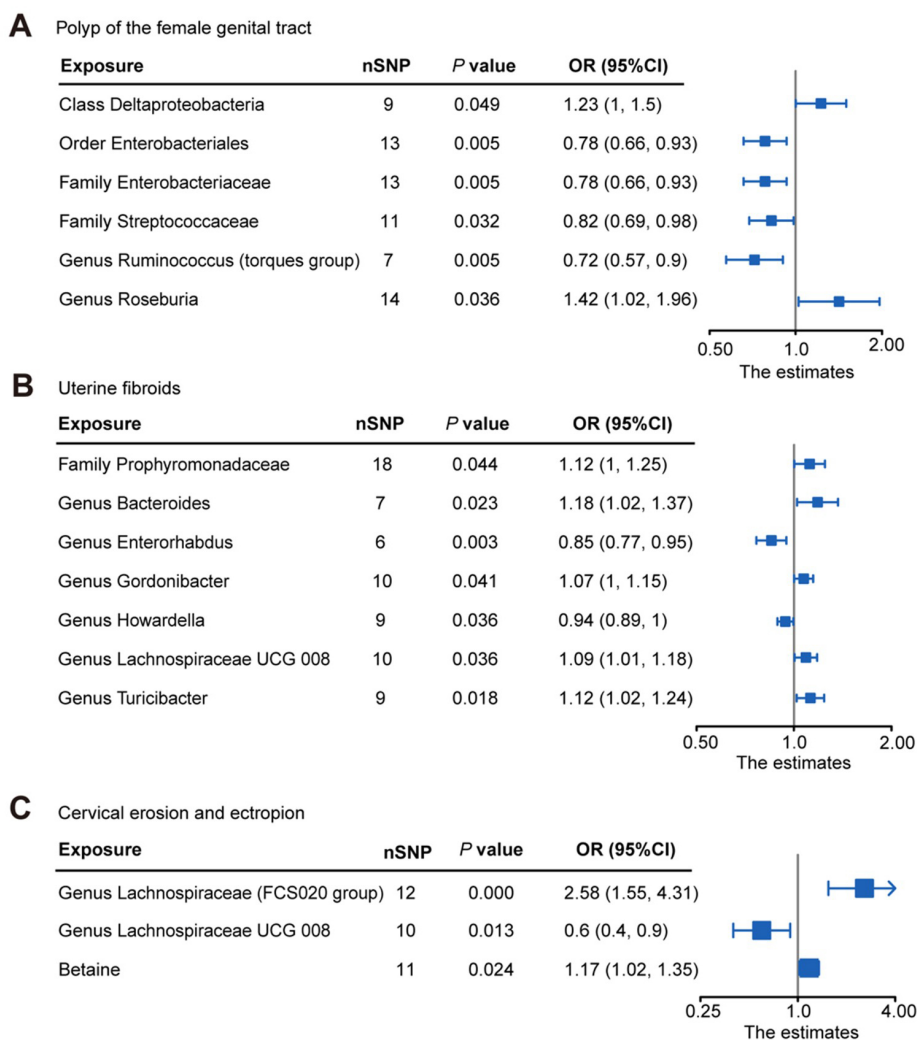 A Polyp of the female genital tract
Exposure nSNP P value OR (95%CI)
Class Deltaproteobacteria 9 0.049 1.23 (1, 1.5)
Order Enterobacteriales 13 0.005 0.78 (0.66, 0.93)
Family Enterobacteriaceae 13 0.005 0.78 (0.66, 0.93)
Family Streptococcaceae 11 0.032 0.82 (0.69, 0.98)
Genus Ruminococcus (torques group) 7 0.005 0.72 (0.57, 0.9)
Genus Roseburia 14 0.036 1.42 (1.02, 1.96)
0.50 1.0 2.00
The estimates
B Uterine fibroids
Exposure nSNP P value OR (95%CI)
Family Prophyromonadaceae 18 0.044 1.12 (1, 1.25)
Genus Bacteroides 7 0.023 1.18 (1.02, 1.37)
Genus Enterorhabdus 6 0.003 0.85 (0.77, 0.95)
Genus Gordonibacter 10 0.041 1.07 (1, 1.15)
Genus Howardella 9 0.036 0.94 (0.89, 1)
Genus Lachnospiraceae UCG 008 10 0.036 1.09 (1.01, 1.18)
Genus Turicibacter 9 0.018 1.12 (1.02, 1.24)
0.50 1.0 2.00
The estimates
C Cervical erosion and ectropion
Exposure nSNP P value OR (95%CI)
Genus Lachnospiraceae (FCS020 group) 12 0.000 2.58 (1.55, 4.31)
Genus Lachnospiraceae UCG 008 10 0.013 0.6 (0.4, 0.9)
Betaine 11 0.024 1.17 (1.02, 1.35)
0.25 1.0 4.00
The estimates